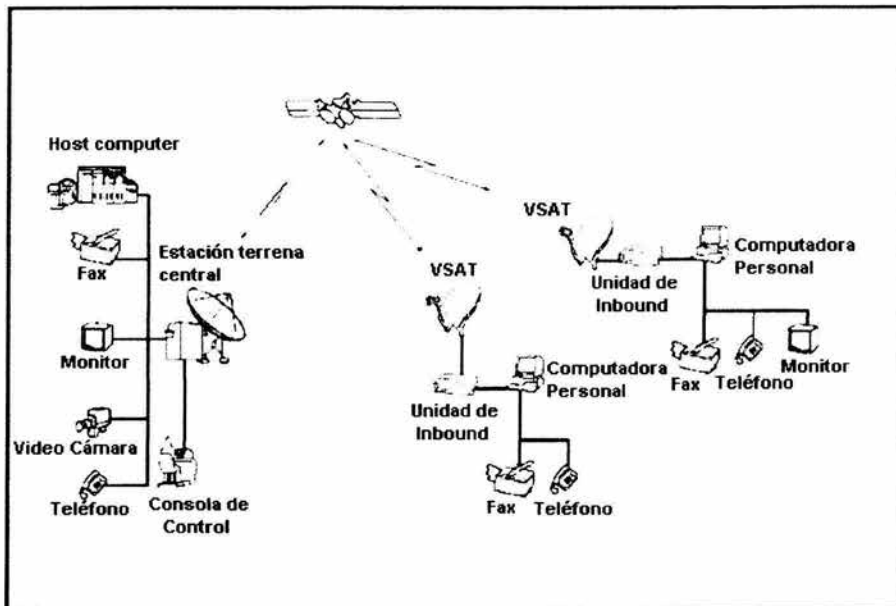 Host computer
Fax
Estación terrena
central
Monitor
Video Cámara
Teléfono
Consola de
Control
VSAT
Unidad de
Inbound
Computadora
Personal
Fax
Teléfono
VSAT
Unidad de
Inbound
Computadora
Personal
Fax
Teléfono
Monitor